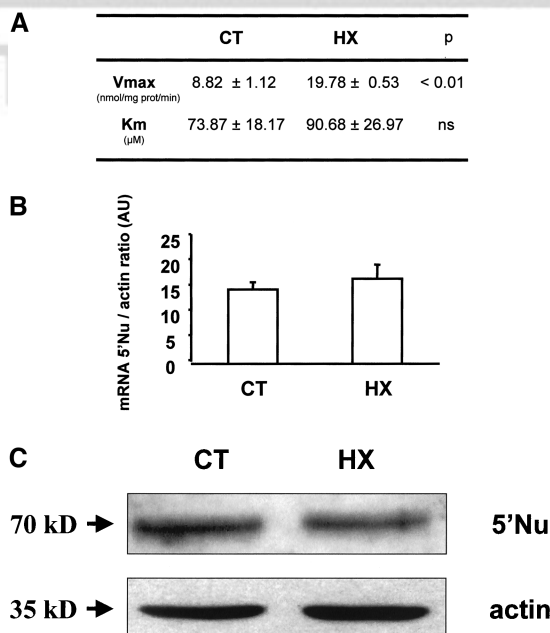 A
CT HX p
Vmax 8.82 ± 1.12 19.78 ± 0.53 < 0.01
(nmol/mg prot/min)
Km 73.87 ± 18.17 90.68 ± 26.97 ns
(µM)
B
mRNA 5'Nu / actin ratio (AU)
25
20
15
10
5
0
CT HX
C
CT HX
70 kD 5'Nu
35 kD actin